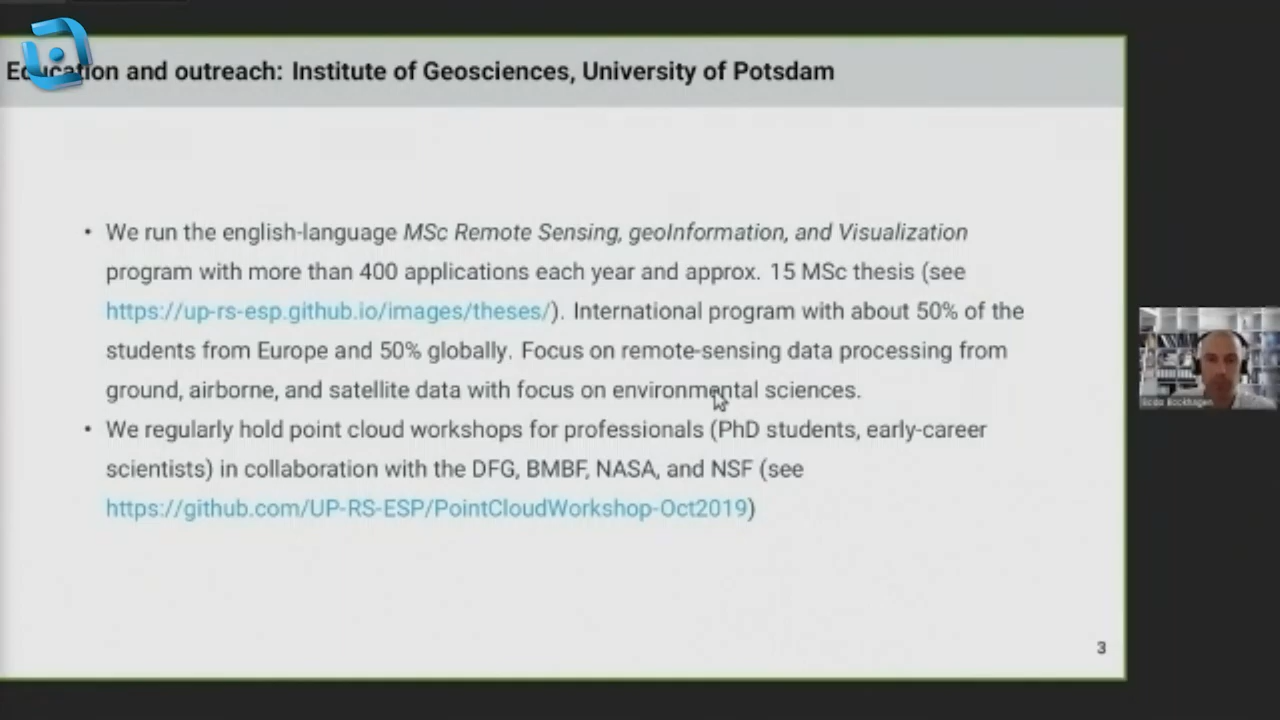 Education and outreach: Institute of Geosciences, University of Potsdam
• We run the english-language MSc Remote Sensing, geoInformation, and Visualization
program with more than 400 applications each year and approx. 15 MSc thesis (see
https://up-rs-esp.github.io/images/theses/). International program with about 50% of the
students from Europe and 50% globally. Focus on remote-sensing data processing from
ground, airborne, and satellite data with focus on environmental sciences.
• We regularly hold point cloud workshops for professionals (PhD students, early-career
scientists) in collaboration with the DFG, BMBF, NASA, and NSF (see
https://github.com/UP-RS-ESP/PointCloudWorkshop-Oct2019)
3